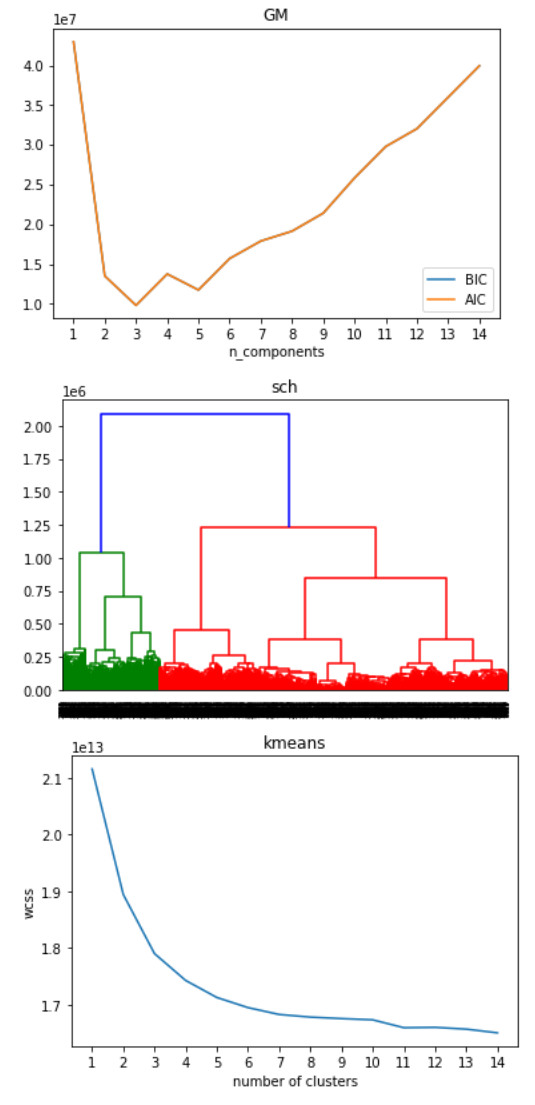 GM
1e7
4.0
3.5
3.0
2.5
2.0
1.5
1.0
BIC
AIC
1 2 3 4 5 6 7 8 9 10 11 12 13 14
n_components
sch
1e6
2.00
1.75
1.50
1.25
1.00
0.75
0.50
0.25
0.00
kmeans
1e13
2.1
2.0
1.9
1.8
1.7
wcss
1 2 3 4 5 6 7 8 9 10 11 12 13 14
number of clusters